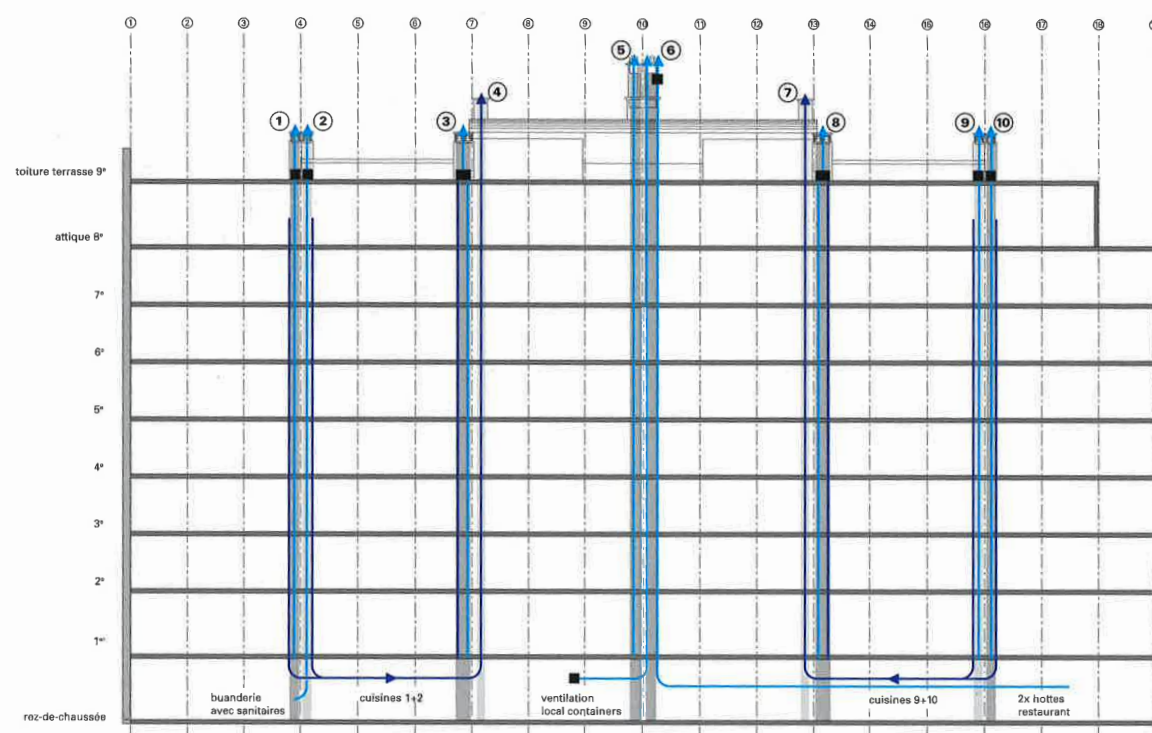 ① ② ③ ④ ⑤ ⑥ ⑦ ⑧ ⑨ ⑩ ⑪ ⑫ ⑬ ⑭ ⑮ ⑯ ⑰ ⑱
⑤ ⑥
④ ⑦
① ② ③ ⑧ ⑨ ⑩
toiture terrasse 9ᵉ
attique 8ᵉ
7ᵉ
6ᵉ
5ᵉ
4ᵉ
3ᵉ
2ᵉ
1ᵉʳ
rez-de-chaussée
buanderie
avec sanitaires
cuisines 1+2
ventilation
local containers
cuisines 9+10
2x hottes
restaurant